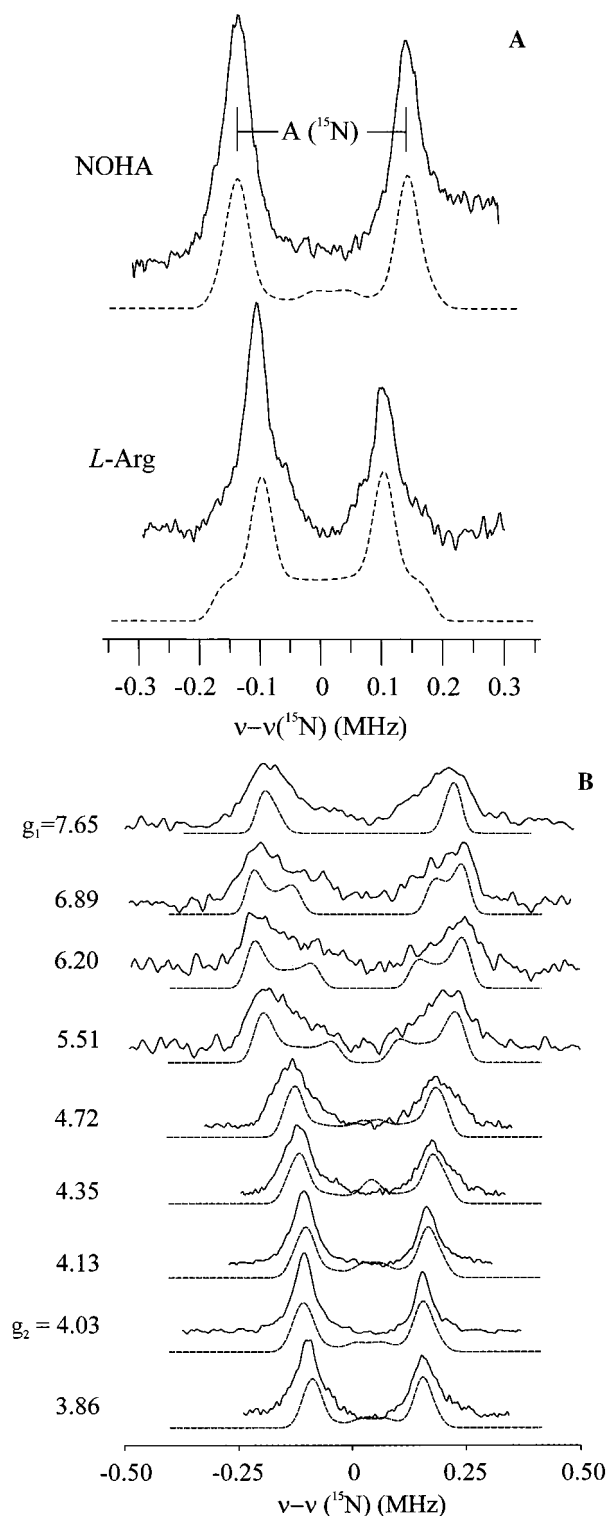 A
A (¹⁵N)
NOHA
L-Arg
-0.3 -0.2 -0.1 0 0.1 0.2 0.3
ν−ν(¹⁵N) (MHz)
B
g₁=7.65
6.89
6.20
5.51
4.72
4.35
4.13
g₂ = 4.03
3.86
-0.50 -0.25 0 0.25 0.50
ν−ν (¹⁵N) (MHz)